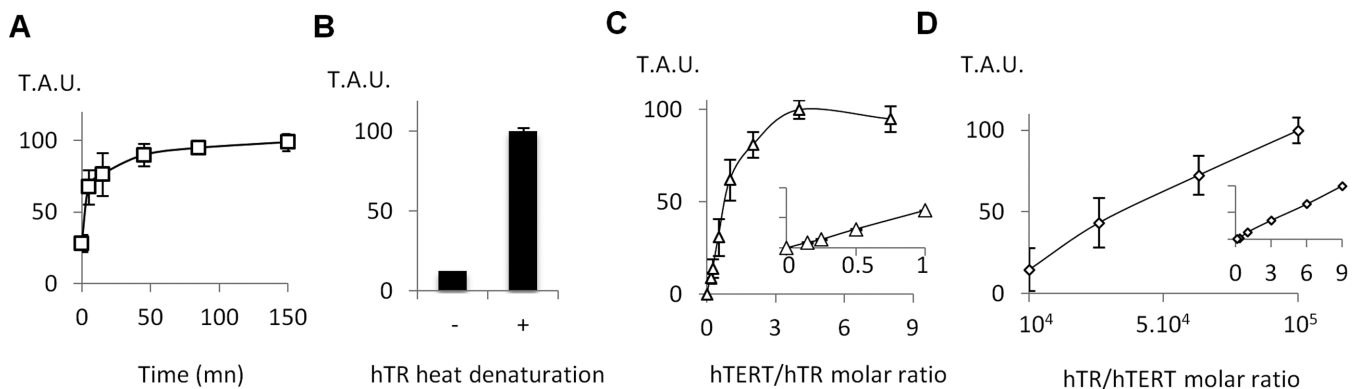 A
B
C
D
T.A.U.
T.A.U.
T.A.U.
T.A.U.
100
50
0
0 50 100 150
Time (mn)
100
50
0
- +
hTR heat denaturation
100
50
0
0 3 6 9
0 0.5 1
hTERT/hTR molar ratio
100
50
0
10⁴ 5.10⁴ 10⁵
0 3 6 9
hTR/hTERT molar ratio